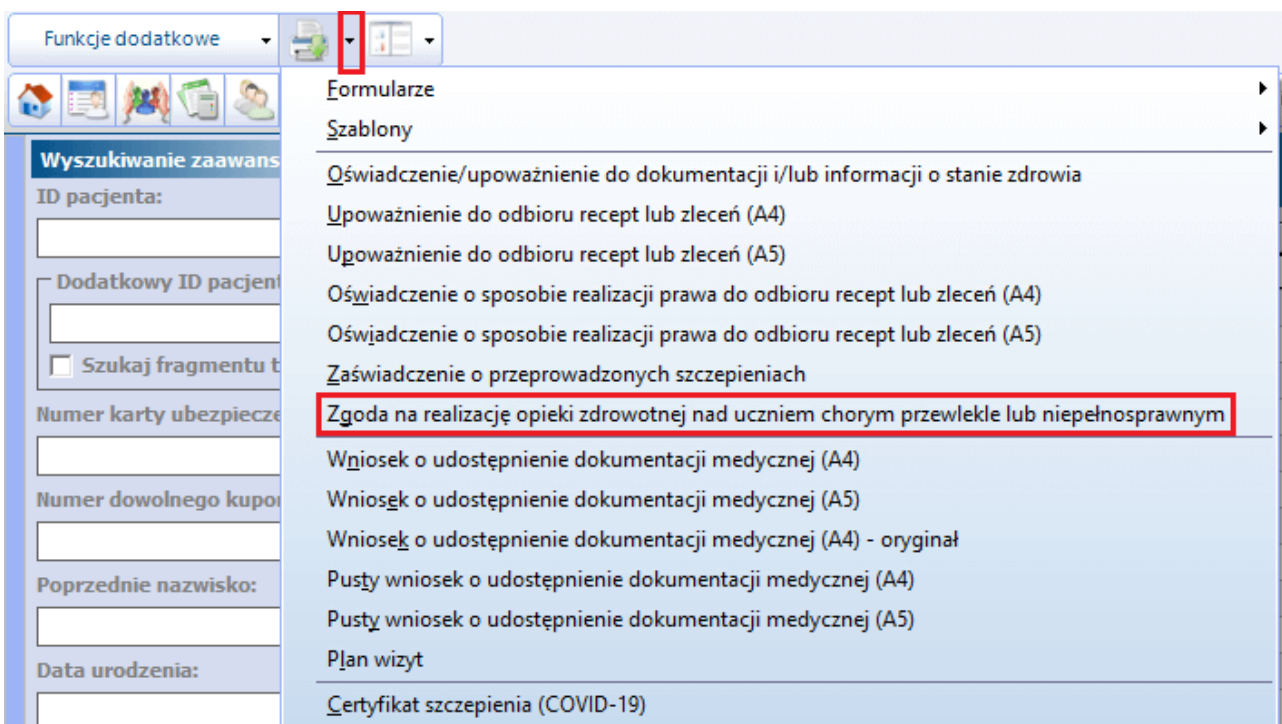 Funkcje dodatkowe
Formularze
Szablony
Wyszukiwanie zaawans
Oświadczenie/upoważnienie do dokumentacji i/lub informacji o stanie zdrowia
ID pacjenta:
Upoważnienie do odbioru recept lub zleceń (A4)
Upoważnienie do odbioru recept lub zleceń (A5)
Dodatkowy ID pacjent
Oświadczenie o sposobie realizacji prawa do odbioru recept lub zleceń (A4)
Oświadczenie o sposobie realizacji prawa do odbioru recept lub zleceń (A5)
Szukaj fragmentu t
Zaświadczenie o przeprowadzonych szczepieniach
Numer karty ubezpiecze
Zgoda na realizację opieki zdrowotnej nad uczniem chorym przewlekle lub niepełnosprawnym
Wniosek o udostępnienie dokumentacji medycznej (A4)
Numer dowolnego kupon
Wniosek o udostępnienie dokumentacji medycznej (A5)
Wniosek o udostępnienie dokumentacji medycznej (A4) - oryginał
Poprzednie nazwisko:
Pusty wniosek o udostępnienie dokumentacji medycznej (A4)
Pusty wniosek o udostępnienie dokumentacji medycznej (A5)
Data urodzenia:
Plan wizyt
Certyfikat szczepienia (COVID-19)